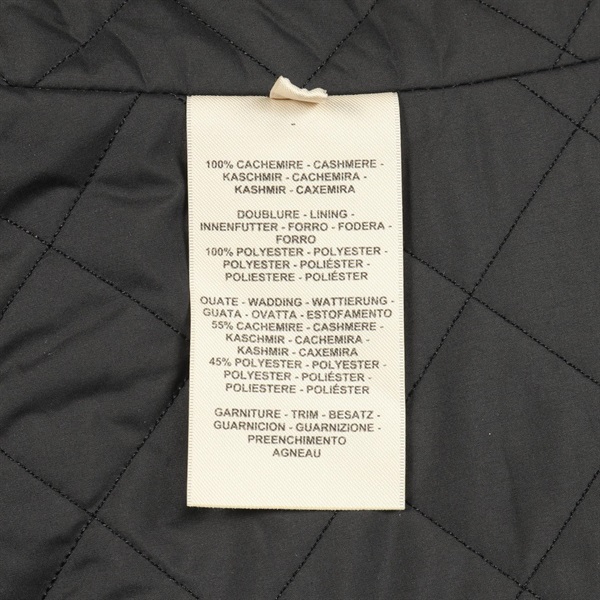 -
100% CACHEMIRE - CASHMERE -
KASCHMIR - CACHEMIRA -
KASHMIR - CAXEMIRA
DOUBLURE - LINING -
INNENFUTTER - FORRO - FODERA -
FORRO
100% POLYESTER - POLYESTER -
POLYESTER - POLIÉSTER -
POLIESTERE - POLIÉSTER
OUATE - WADDING - WATTIERUNG -
GUATA - OVATTA - ESTOFAMENTO
55% CACHEMIRE - CASHMERE -
KASCHMIR - CACHEMIRA -
KASHMIR - CAXEMIRA
45% POLYESTER - POLYESTER -
POLYESTER - POLIÉSTER -
POLIESTERE - POLIÉSTER
GARNITURE - TRIM - BESATZ -
GUARNICION - GUARNIZIONE -
PREENCHIMENTO
AGNEAU